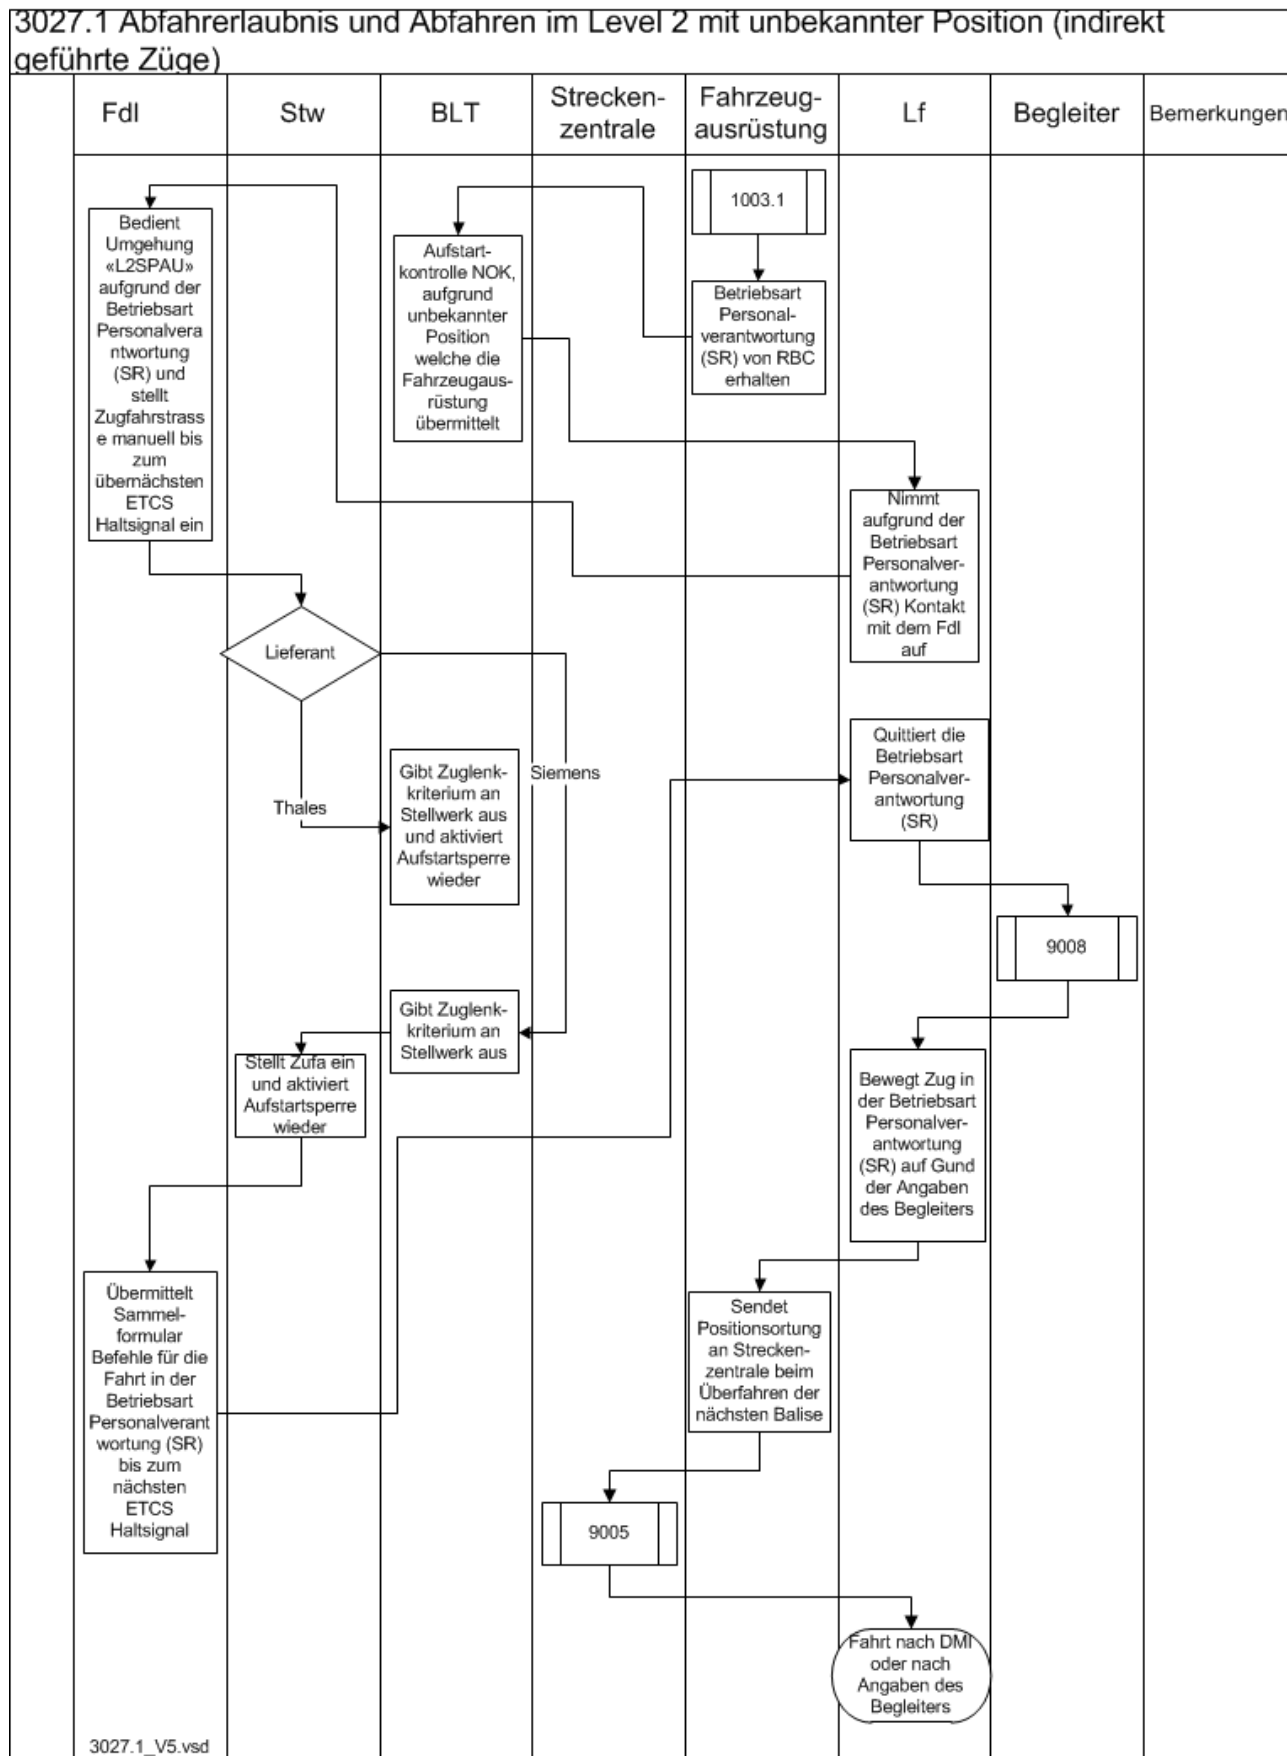 3027.1 Abfahrerlaubnis und Abfahren im Level 2 mit unbekannter Position (indirekt
geführte Züge)
Fdl
Stw
BLT
Strecken-
zentrale
Fahrzeug-
ausrüstung
Lf
Begleiter
Bemerkungen
1003.1
Betriebsart
Personal-
verantwortung
(SR) von RBC
erhalten
Aufstart-
kontrolle NOK,
aufgrund
unbekannter
Position
welche die
Fahrzeugaus-
rüstung
übermittelt
Nimmt
aufgrund der
Betriebsart
Personalver-
antwortung
(SR) Kontakt
mit dem Fdl
auf
Bedient
Umgehung
«L2SPAU»
aufgrund der
Betriebsart
Personalvera
ntwortung
(SR) und
stellt
Zugfahrstrass
e manuell bis
zum
übernächsten
ETCS
Haltsignal ein
Lieferant
Thales
Siemens
Gibt Zuglenk-
kriterium an
Stellwerk aus
und aktiviert
Aufstartsperre
wieder
Gibt Zuglenk-
kriterium an
Stellwerk aus
Stellt Zufa ein
und aktiviert
Aufstartsperre
wieder
Übermittelt
Sammel-
formular
Befehle für die
Fahrt in der
Betriebsart
Personalverant
wortung (SR)
bis zum
nächsten
ETCS
Haltsignal
Quittiert die
Betriebsart
Personalver-
antwortung
(SR)
9008
Bewegt Zug in
der Betriebsart
Personalver-
antwortung
(SR) auf Gund
der Angaben
des Begleiters
Sendet
Positionsortung
an Strecken-
zentrale beim
Überfahren der
nächsten Balise
9005
Fahrt nach DMI
oder nach
Angaben des
Begleiters
3027.1_V5.vsd